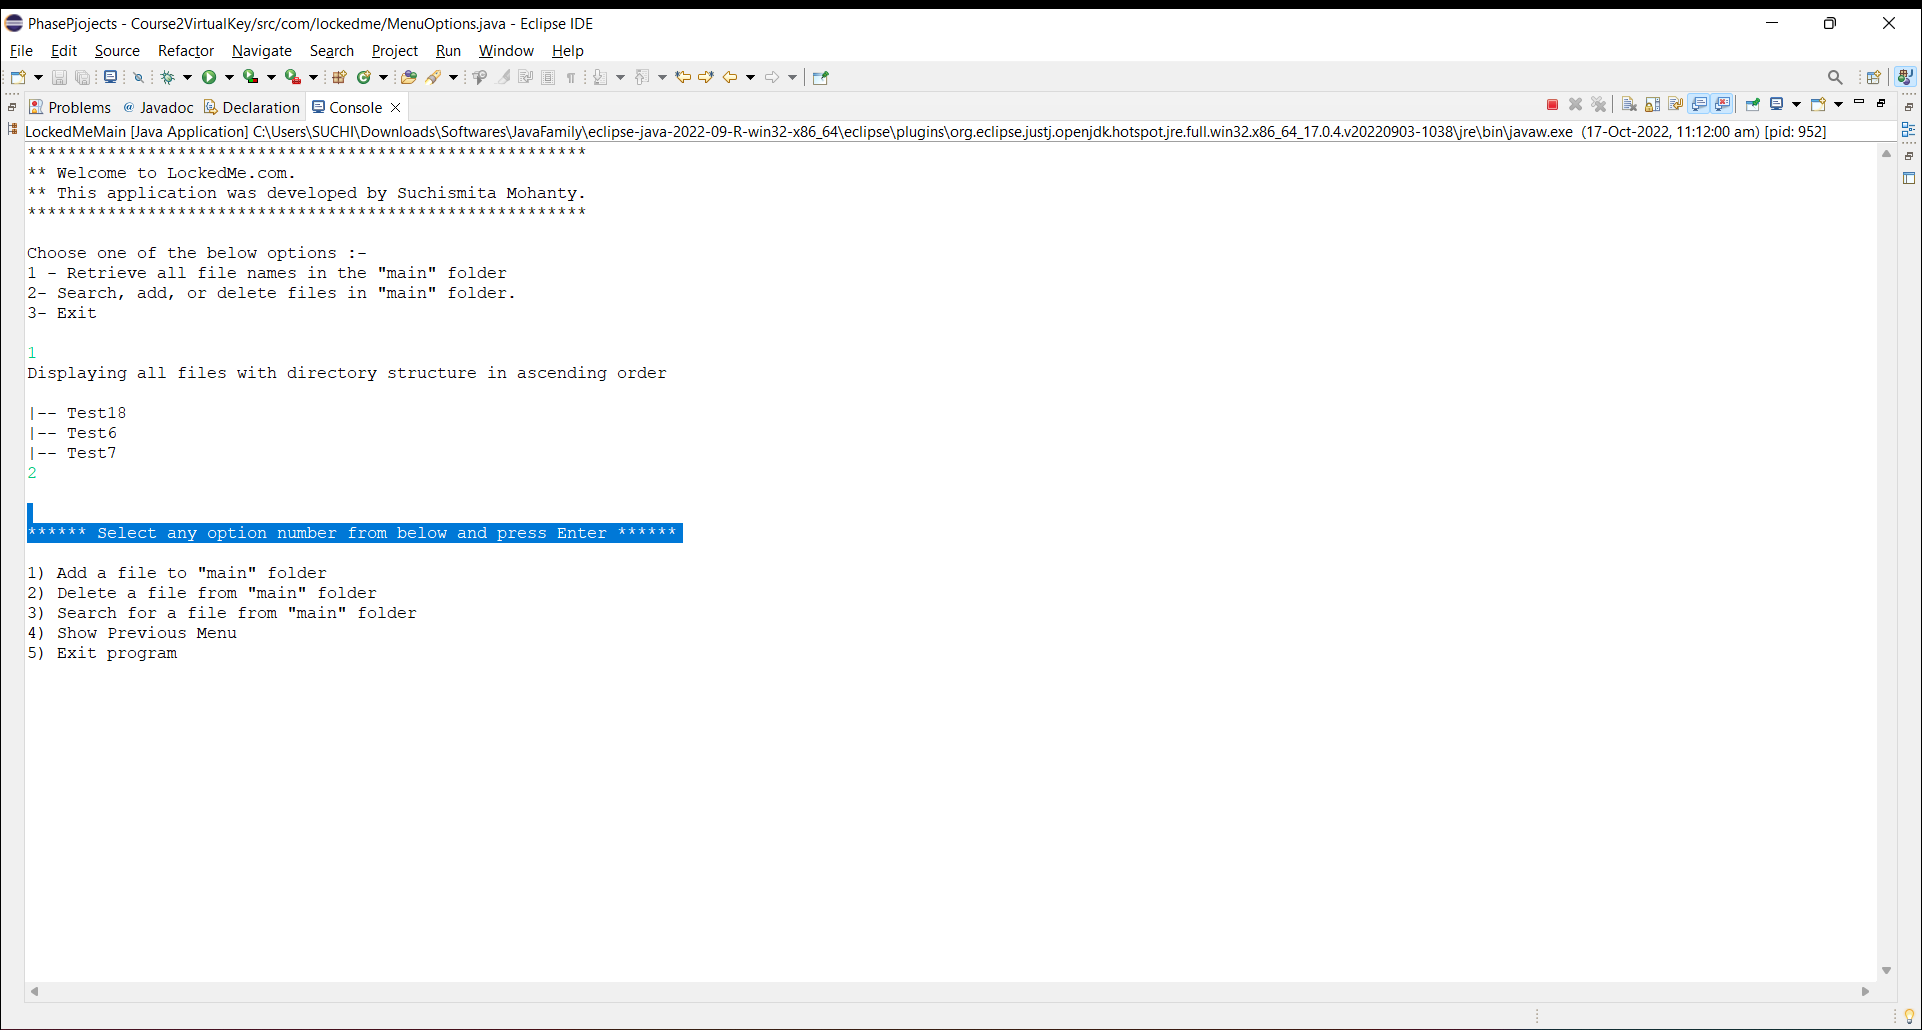 PhasePjojects - Course2VirtualKey/src/com/lockedme/MenuOptions.java - Eclipse IDE
File Edit Source Refactor Navigate Search Project Run Window Help
Problems @ Javadoc Declaration Console
LockedMeMain [Java Application] C:\Users\SUCHI\Downloads\Softwares\JavaFamily\eclipse-java-2022-09-R-win32-x86_64\eclipse\plugins\org.eclipse.justj.openjdk.hotspot.jre.full.win32.x86_64_17.0.4.v20220903-1038\jre\bin\javaw.exe (17-Oct-2022, 11:12:00 am) [pid: 952]
********************************************************
** Welcome to LockedMe.com.
** This application was developed by Suchismita Mohanty.
********************************************************
Choose one of the below options :-
1 - Retrieve all file names in the "main" folder
2- Search, add, or delete files in "main" folder.
3- Exit
1
Displaying all files with directory structure in ascending order
|-- Test18
|-- Test6
|-- Test7
2
****** Select any option number from below and press Enter ******
1) Add a file to "main" folder
2) Delete a file from "main" folder
3) Search for a file from "main" folder
4) Show Previous Menu
5) Exit program